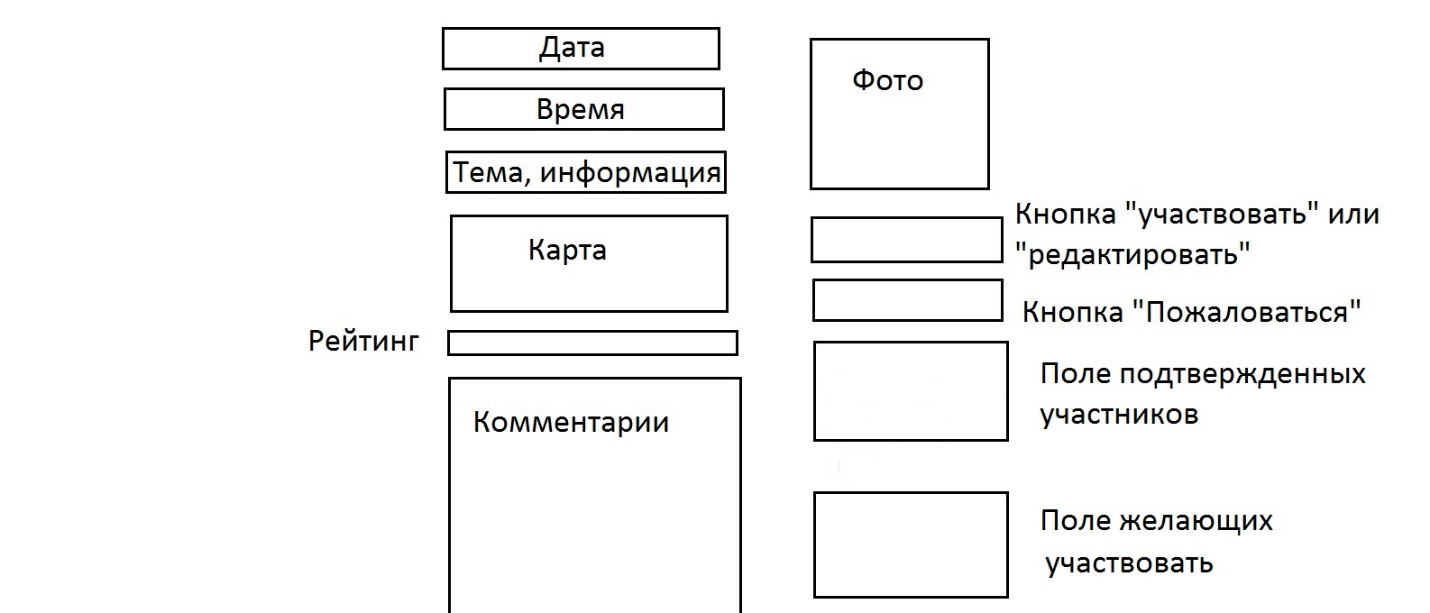 Дата
Время
Тема, информация
Карта
Рейтинг
Комментарии
Фото
Кнопка "участвовать" или
"редактировать"
Кнопка "Пожаловаться"
Поле подтвержденных
участников
Поле желающих
участвовать